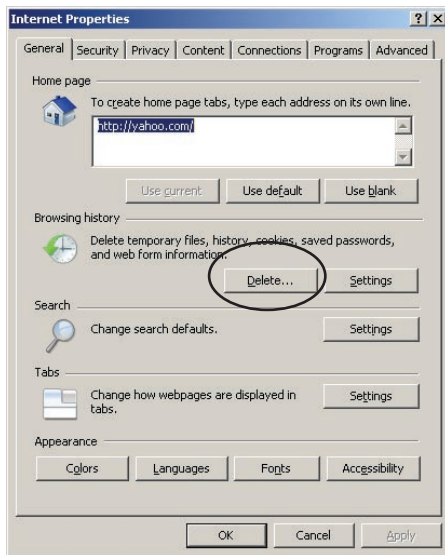 Internet Properties
General Security Privacy Content Connections Programs Advanced
Home page
To create home page tabs, type each address on its own line.
http://yahoo.com/
Use current Use default Use blank
Browsing history
Delete temporary files, history, cookies, saved passwords,
and web form information.
Delete... Settings
Search
Change search defaults. Settings
Tabs
Change how webpages are displayed in
tabs.
Settings
Appearance
Colors Languages Fonts Accessibility
OK Cancel Apply